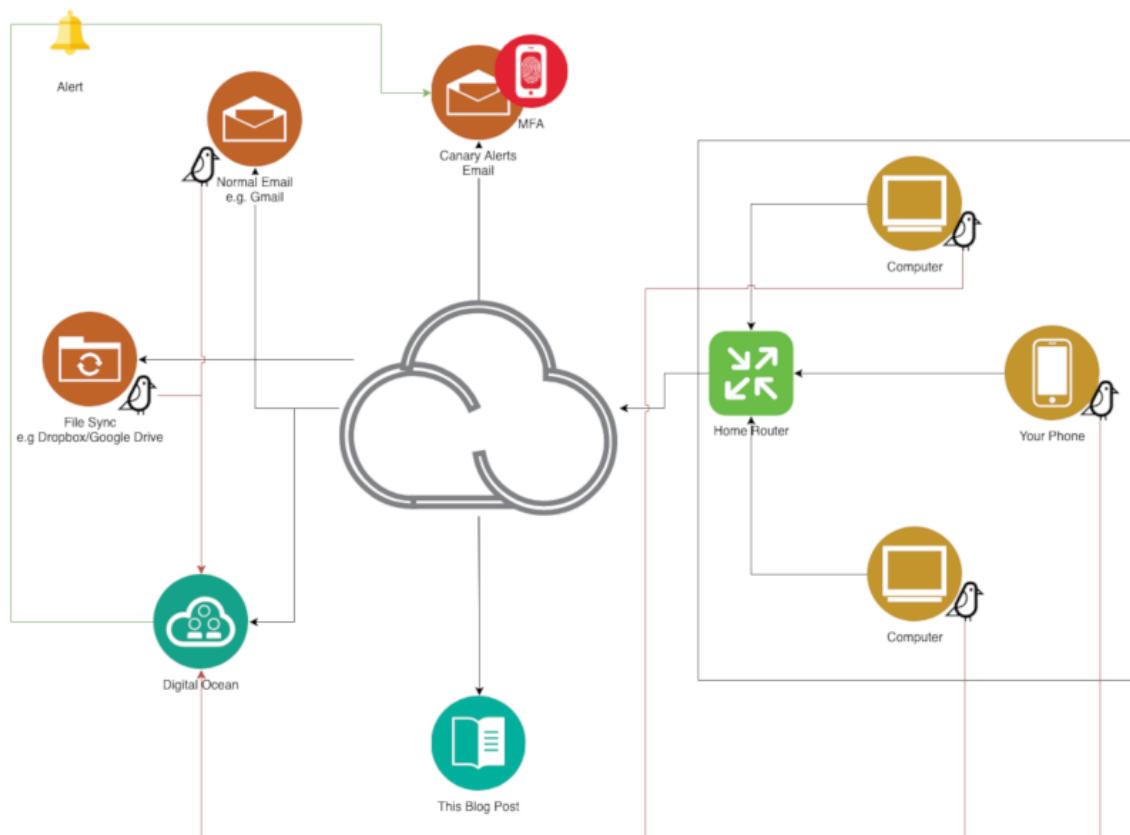 Alert
MFA
Canary Alerts
Email
Normal Email
e.g. Gmail
Computer
File Sync
e.g Dropbox/Google Drive
Home Router
Your Phone
Computer
Digital Ocean
This Blog Post